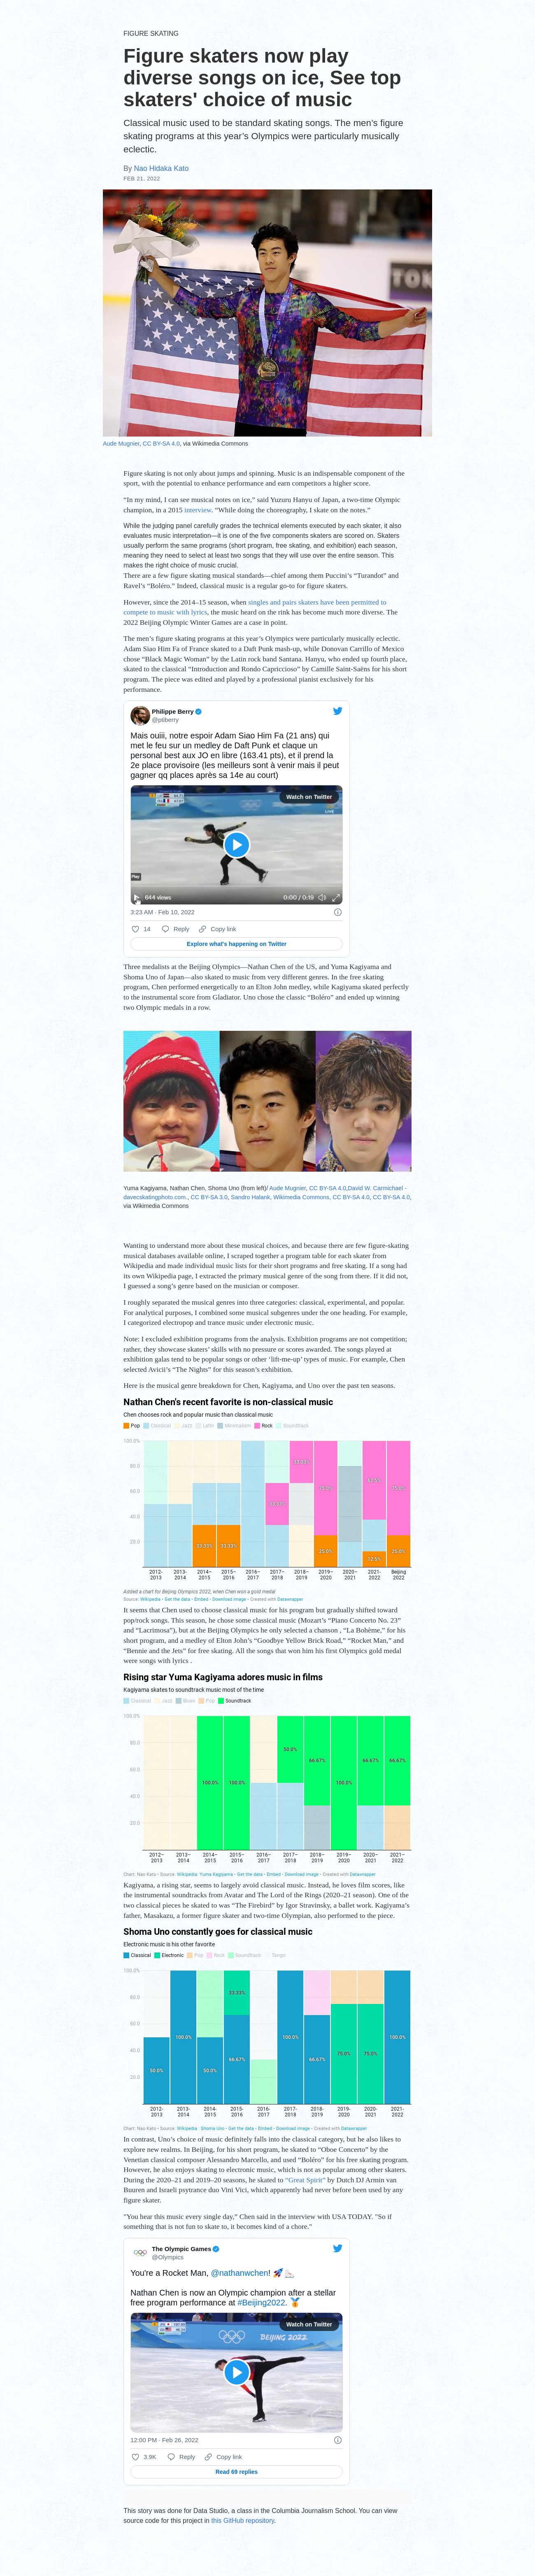 FIGURE SKATING
Figure skaters now play
diverse songs on ice, See top
skaters' choice of music
Classical music used to be standard skating songs. The men's figure
skating programs at this year's Olympics were particularly musically
eclectic.
By Nao Hidaka Kato
FEB 21, 2022
Aude Mugnier, CC BY-SA 4.0, via Wikimedia Commons
Figure skating is not only about jumps and spinning. Music is an indispensable component of the
sport, with the potential to enhance performance and earn competitors a higher score.
"In my mind, I can see musical notes on ice," said Yuzuru Hanyu of Japan, a two-time Olympic
champion, in a 2015 interview. "While doing the choreography, I skate on the notes."
While the judging panel carefully grades the technical elements executed by each skater, it also
evaluates music interpretation—it is one of the five components skaters are scored on. Skaters
usually perform the same programs (short program, free skating, and exhibition) each season,
meaning they need to select at least two songs that they will use over the entire season. This
makes the right choice of music crucial.
There are a few figure skating musical standards—chief among them Puccini's "Turandot" and
Ravel's "Boléro." Indeed, classical music is a regular go-to for figure skaters.
However, since the 2014–15 season, when singles and pairs skaters have been permitted to
compete to music with lyrics, the music heard on the rink has become much more diverse. The
2022 Beijing Olympic Winter Games are a case in point.
The men's figure skating programs at this year's Olympics were particularly musically eclectic.
Adam Siao Him Fa of France skated to a Daft Punk mash-up, while Donovan Carrillo of Mexico
chose "Black Magic Woman" by the Latin rock band Santana. Hanyu, who ended up fourth place,
skated to the classical "Introduction and Rondo Capriccioso" by Camille Saint-Saëns for his short
program. The piece was edited and played by a professional pianist exclusively for his
performance.
Philippe Berry
@ptiberry
Mais ouiii, notre espoir Adam Siao Him Fa (21 ans) qui
met le feu sur un medley de Daft Punk et claque un
personal best aux JO en libre (163.41 pts), et il prend la
2e place provisoire (les meilleurs sont à venir mais il peut
gagner qq places après sa 14e au court)
Watch on Twitter
LIVE
Play
644 views
0:00 / 0:19
3:23 AM · Feb 10, 2022
14 Reply Copy link
Explore what's happening on Twitter
Three medalists at the Beijing Olympics—Nathan Chen of the US, and Yuma Kagiyama and
Shoma Uno of Japan—also skated to music from very different genres. In the free skating
program, Chen performed energetically to an Elton John medley, while Kagiyama skated perfectly
to the instrumental score from Gladiator. Uno chose the classic "Boléro" and ended up winning
two Olympic medals in a row.
Yuma Kagiyama, Nathan Chen, Shoma Uno (from left)/ Aude Mugnier, CC BY-SA 4.0,David W. Carmichael -
davecskatingphoto.com., CC BY-SA 3.0, Sandro Halank, Wikimedia Commons, CC BY-SA 4.0, CC BY-SA 4.0,
via Wikimedia Commons
Wanting to understand more about these musical choices, and because there are few figure-skating
musical databases available online, I scraped together a program table for each skater from
Wikipedia and made individual music lists for their short programs and free skating. If a song had
its own Wikipedia page, I extracted the primary musical genre of the song from there. If it did not,
I guessed a song's genre based on the musician or composer.
I roughly separated the musical genres into three categories: classical, experimental, and popular.
For analytical purposes, I combined some musical subgenres under the one heading. For example,
I categorized electropop and trance music under electronic music.
Note: I excluded exhibition programs from the analysis. Exhibition programs are not competition;
rather, they showcase skaters' skills with no pressure or scores awarded. The songs played at
exhibition galas tend to be popular songs or other 'lift-me-up' types of music. For example, Chen
selected Avicii's "The Nights" for this season's exhibition.
Here is the musical genre breakdown for Chen, Kagiyama, and Uno over the past ten seasons.
Nathan Chen's recent favorite is non-classical music
Chen chooses rock and popular music than classical music
Pop Classical Jazz Latin Minimalism Rock Soundtrack
100.0%
80.0
60.0
40.0
20.0
33.33% 33.33% 33.33% 33.33% 75.0% 25.0% 62.5% 12.5% 75.0% 25.0%
2012-2013 2013-2014 2014–2015 2015–2016 2016–2017 2017–2018 2018–2019 2019–2020 2020–2021 2021-2022 Beijing 2022
Added a chart for Beijing Olympics 2022, when Chen won a gold medal
Source: Wikipedia • Get the data • Embed • Download image • Created with Datawrapper
It seems that Chen used to choose classical music for his program but gradually shifted toward
pop/rock songs. This season, he chose some classical music (Mozart's "Piano Concerto No. 23"
and "Lacrimosa"), but at the Beijing Olympics he only selected a chanson , "La Bohème," for his
short program, and a medley of Elton John's "Goodbye Yellow Brick Road," "Rocket Man," and
"Bennie and the Jets" for free skating. All the songs that won him his first Olympic gold medal
were songs with lyrics .
Rising star Yuma Kagiyama adores music in films
Kagiyama skates to soundtrack music most of the time
Classical Jazz Blues Pop Soundtrack
100.0%
80.0
60.0
40.0
20.0
100.0% 100.0% 50.0% 66.67% 100.0% 66.67% 66.67%
2012–2013 2013–2014 2014–2015 2015–2016 2016–2017 2017–2018 2018–2019 2019–2020 2020–2021 2021–2022
Chart: Nau Kato • Source: Wikipedia: Yuma Kagiyama • Get the data • Embed • Download image • Created with Datawrapper
Kagiyama, a rising star, seems to largely avoid classical music. Instead, he loves film scores, like
the instrumental soundtracks from Avatar and The Lord of the Rings (2020–21 season). One of the
two classical pieces he skated to was "The Firebird" by Igor Stravinsky, a ballet work. Kagiyama's
father, Masakazu, a former figure skater and two-time Olympian, also performed to the piece.
Shoma Uno constantly goes for classical music
Electronic music is his other favorite
Classical Electronic Pop Rock Soundtrack Tango
100.0%
80.0
60.0
40.0
20.0
50.0% 100.0% 50.0% 33.33% 66.67% 100.0% 66.67% 75.0% 75.0% 100.0%
2012-2013 2013-2014 2014-2015 2015-2016 2016-2017 2017-2018 2018-2019 2019-2020 2020-2021 2021-2022
Chart: Nao Kato • Source: Wikipedia : Shoma Uno • Get the data • Embed • Download image • Created with Datawrapper
In contrast, Uno's choice of music definitely falls into the classical category, but he also likes to
explore new realms. In Beijing, for his short program, he skated to "Oboe Concerto" by the
Venetian classical composer Alessandro Marcello, and used "Boléro" for his free skating program.
However, he also enjoys skating to electronic music, which is not as popular among other skaters.
During the 2020–21 and 2019–20 seasons, he skated to "Great Spirit" by Dutch DJ Armin van
Buuren and Israeli psytrance duo Vini Vici, which apparently had never before been used by any
figure skater.
"You hear this music every single day," Chen said in the interview with USA TODAY. "So if
something that is not fun to skate to, it becomes kind of a chore."
The Olympic Games
@Olympics
You're a Rocket Man, @nathanwchen! 🚀⛸️
Nathan Chen is now an Olympic champion after a stellar
free program performance at #Beijing2022. 🥇
Watch on Twitter
BEIJING 2022
12:00 PM · Feb 26, 2022
3.9K Reply Copy link
Read 69 replies
This story was done for Data Studio, a class in the Columbia Journalism School. You can view
source code for this project in this GitHub repository.